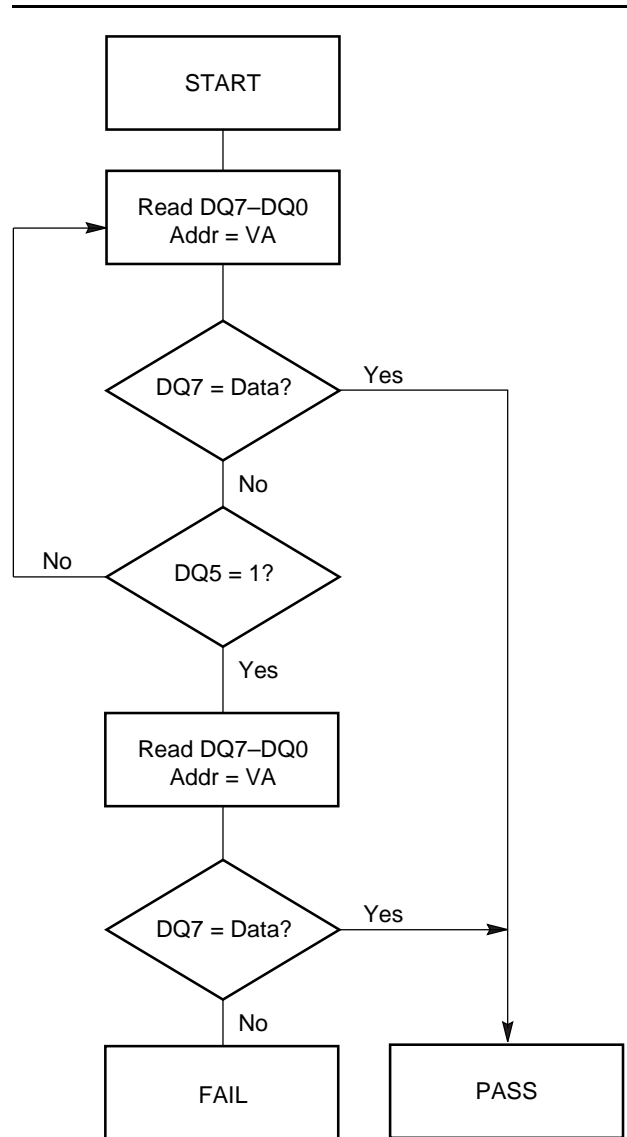 START
Read DQ7–DQ0
Addr = VA
DQ7 = Data?
Yes
No
DQ5 = 1?
No
Yes
Read DQ7–DQ0
Addr = VA
DQ7 = Data?
Yes
No
FAIL
PASS